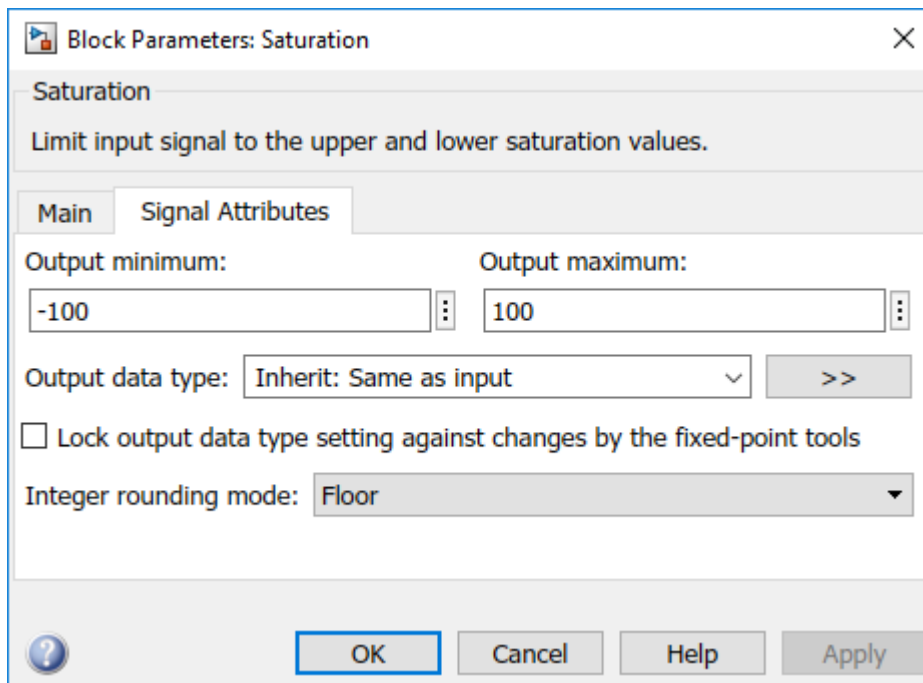 Block Parameters: Saturation
Saturation
Limit input signal to the upper and lower saturation values.
Main Signal Attributes
Output minimum: Output maximum:
-100 100
Output data type: Inherit: Same as input >>
Lock output data type setting against changes by the fixed-point tools
Integer rounding mode: Floor
? OK Cancel Help Apply